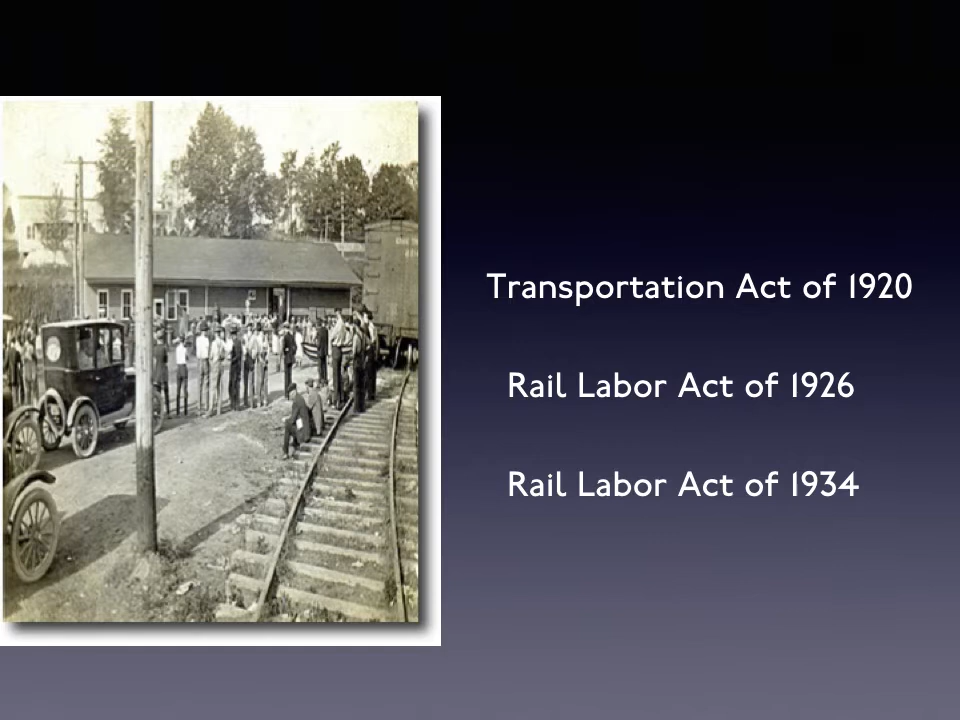 Transportation Act of 1920
Rail Labor Act of 1926
Rail Labor Act of 1934